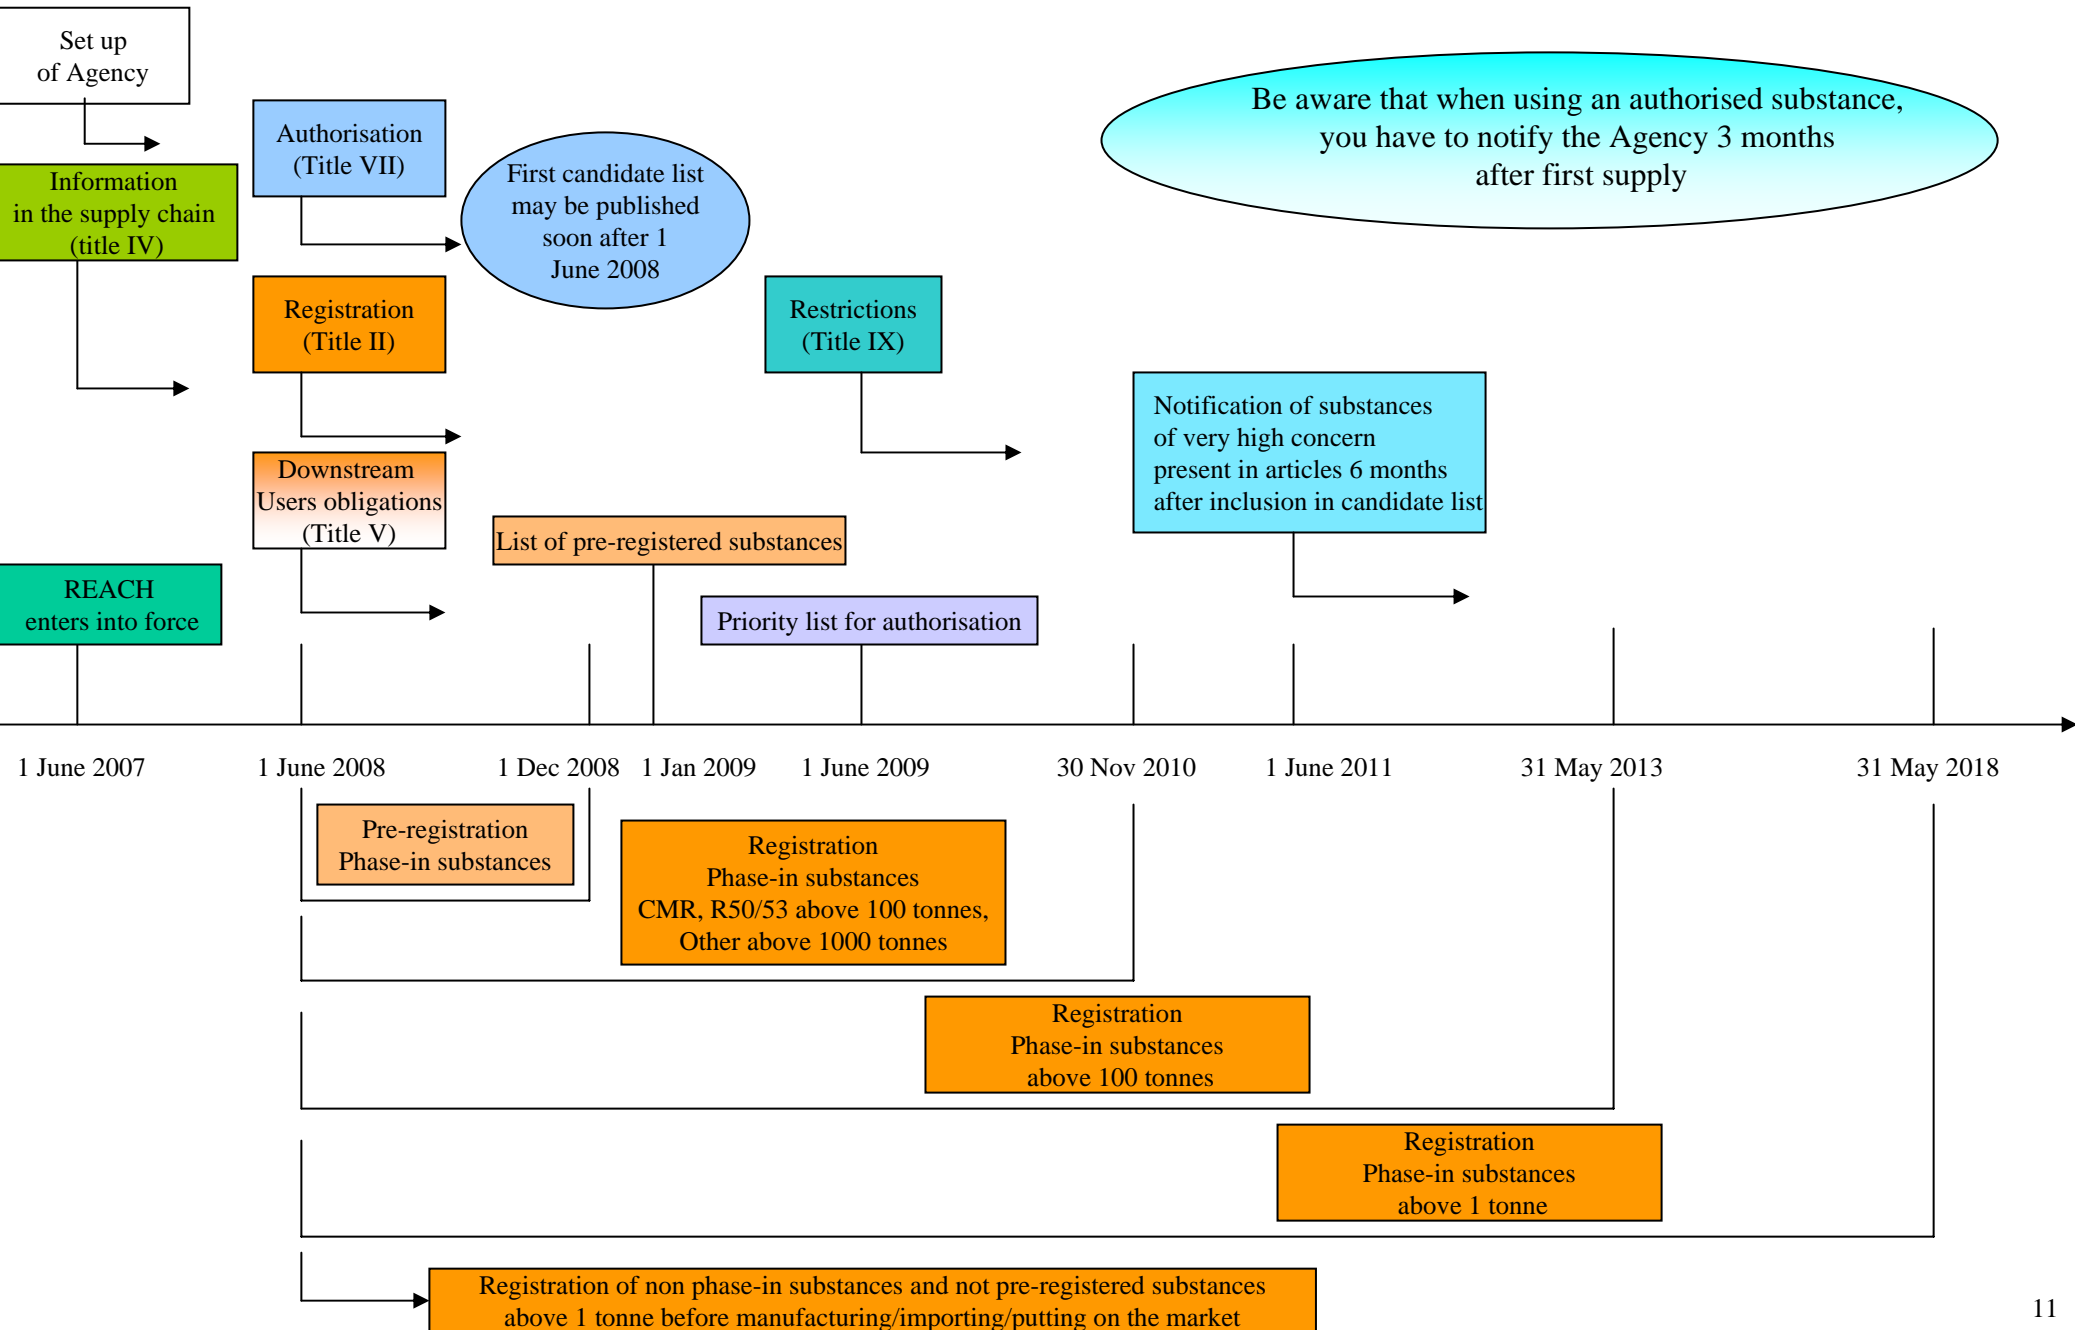 Set up
of Agency
Be aware that when using an authorised substance,
you have to notify the Agency 3 months
after first supply
Authorisation
(Title VII)
First candidate list
may be published
soon after 1
June 2008
Information
in the supply chain
(title IV)
Registration
(Title II)
Restrictions
(Title IX)
Notification of substances
of very high concern
present in articles 6 months
after inclusion in candidate list
Downstream
Users obligations
(Title V)
List of pre-registered substances
REACH
enters into force
Priority list for authorisation
1 June 2007
1 June 2008
1 Dec 2008
1 Jan 2009
1 June 2009
30 Nov 2010
1 June 2011
31 May 2013
31 May 2018
Pre-registration
Phase-in substances
Registration
Phase-in substances
CMR, R50/53 above 100 tonnes,
Other above 1000 tonnes
Registration
Phase-in substances
above 100 tonnes
Registration
Phase-in substances
above 1 tonne
Registration of non phase-in substances and not pre-registered substances
above 1 tonne before manufacturing/importing/putting on the market
11